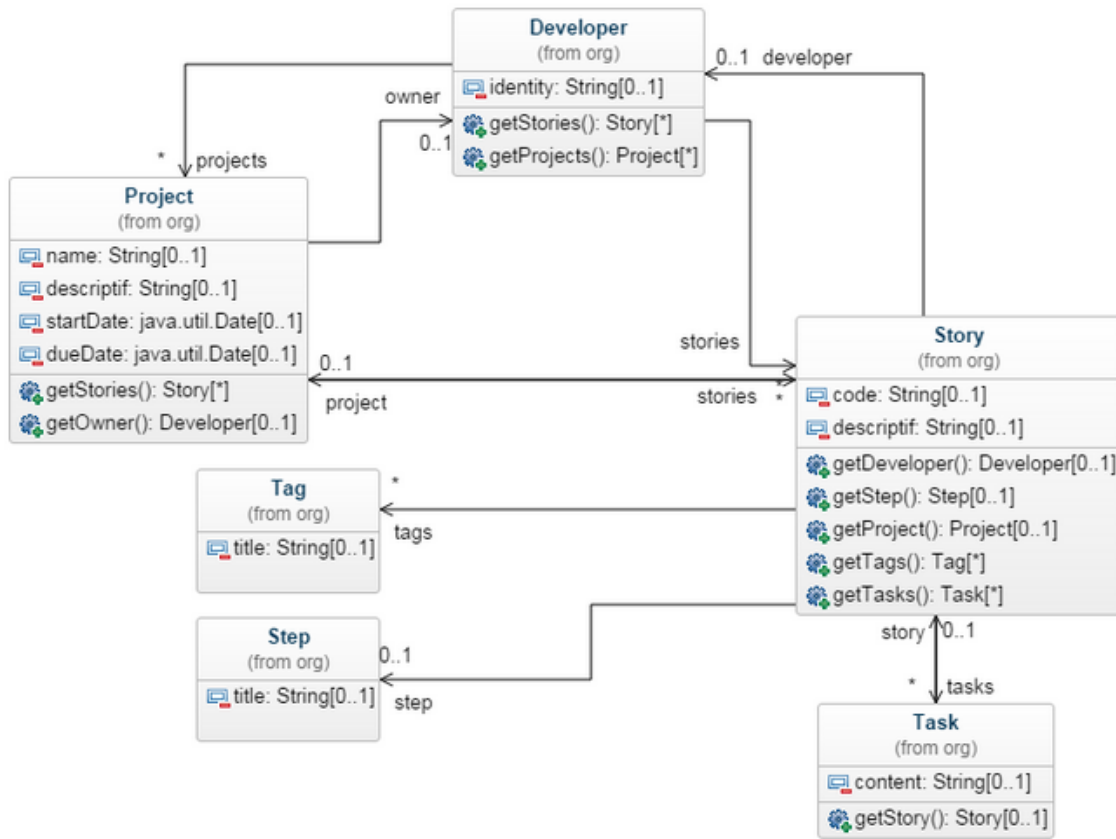 Developer
(from org)
identity: String[0..1]
getStories(): Story[*]
getProjects(): Project[*]
0..1 developer
owner
0..1
* projects
Project
(from org)
name: String[0..1]
descriptif: String[0..1]
startDate: java.util.Date[0..1]
dueDate: java.util.Date[0..1]
getStories(): Story[*]
getOwner(): Developer[0..1]
stories
0..1
project
stories
*
*
Story
(from org)
code: String[0..1]
descriptif: String[0..1]
getDeveloper(): Developer[0..1]
getStep(): Step[0..1]
getProject(): Project[0..1]
getTags(): Tag[*]
getTasks(): Task[*]
Tag
(from org)
title: String[0..1]
*
tags
Step
(from org)
title: String[0..1]
0..1
step
story 0..1
* tasks
Task
(from org)
content: String[0..1]
getStory(): Story[0..1]